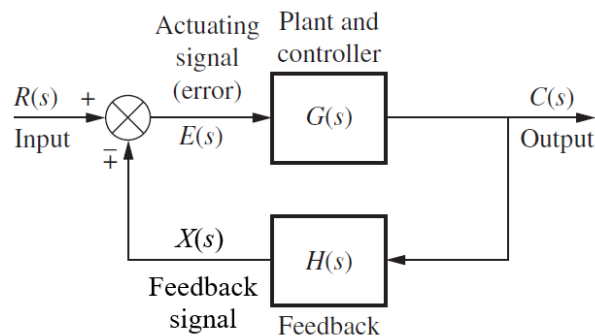 Actuating
signal
(error)
Plant and
controller
R(s) +
Input
E(s)
G(s)
C(s)
Output
∓
X(s)
Feedback
signal
H(s)
Feedback